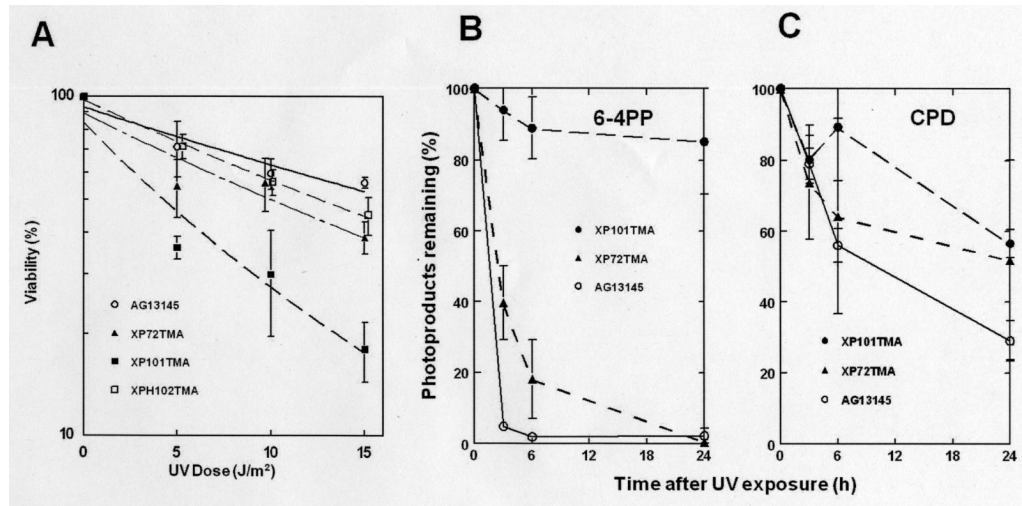 A
B
C
100
10
Viability (%)
AG13145
XP72TMA
XP101TMA
XPH102TMA
0
5
10
15
UV Dose (J/m²)
Photoproducts remaining (%)
100
80
60
40
20
0
6-4PP
XP101TMA
XP72TMA
AG13145
0
6
12
18
24
100
80
60
40
60
80
0
CPD
XP101TMA
XP72TMA
AG13145
0
6
12
18
24
Time after UV exposure (h)